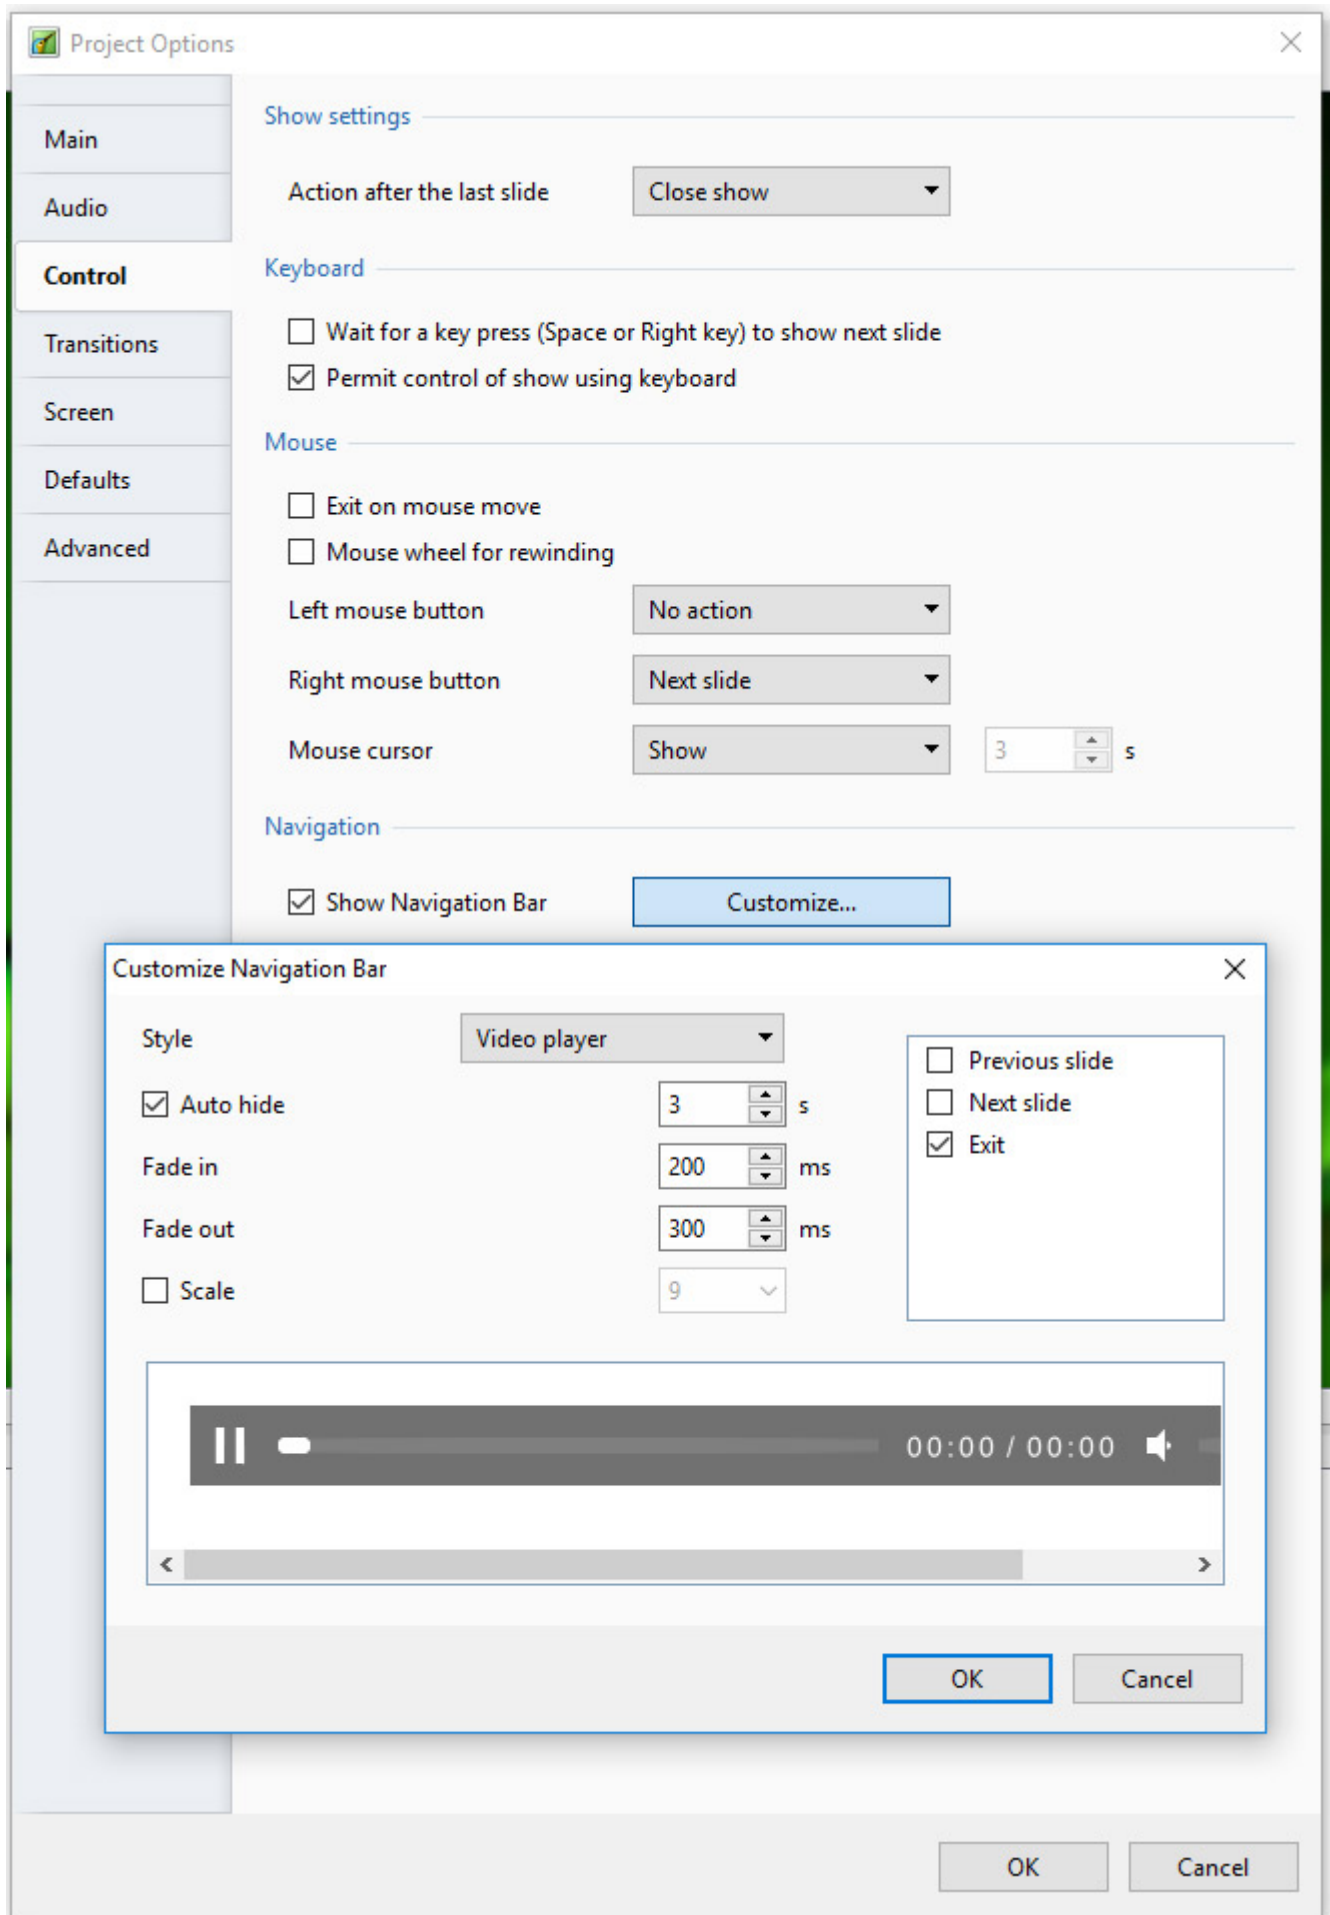 Project Options
Main
Audio
Control
Transitions
Screen
Defaults
Advanced
Show settings
Action after the last slide Close show
Keyboard
Wait for a key press (Space or Right key) to show next slide
Permit control of show using keyboard
Mouse
Exit on mouse move
Mouse wheel for rewinding
Left mouse button No action
Right mouse button Next slide
Mouse cursor Show 3 s
Navigation
Show Navigation Bar Customize...
Customize Navigation Bar
Style Video player
Auto hide 3 s
Fade in 200 ms
Fade out 300 ms
Scale 9
Previous slide
Next slide
Exit
00:00 / 00:00
OK Cancel
OK Cancel